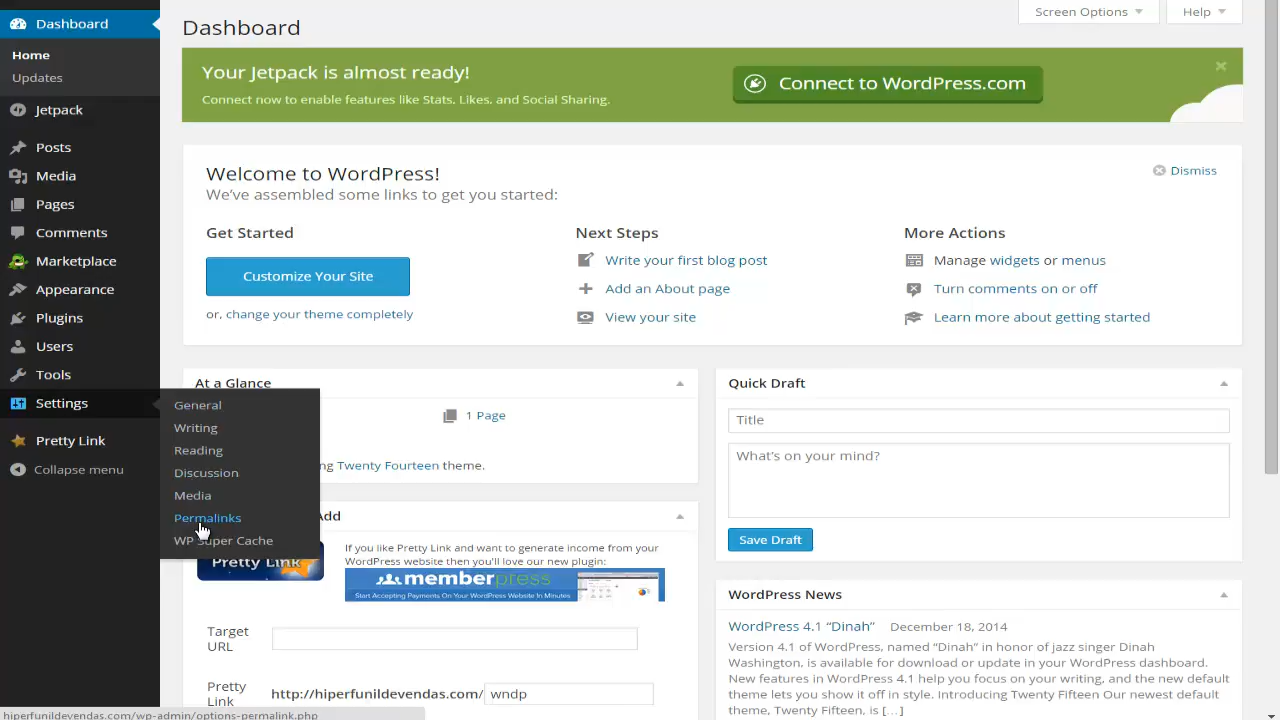 Dashboard
Home
Updates
Jetpack
Posts
Media
Pages
Comments
Marketplace
Appearance
Plugins
Users
Tools
Settings
Pretty Link
Collapse menu
General
Writing
Reading
Discussion
Media
Permalinks
WP Super Cache
Dashboard
Screen Options
Help
Your Jetpack is almost ready!
Connect now to enable features like Stats, Likes, and Social Sharing.
Connect to WordPress.com
Welcome to WordPress!
We've assembled some links to get you started:
Dismiss
Get Started
Customize Your Site
or, change your theme completely
Next Steps
Write your first blog post
Add an About page
View your site
More Actions
Manage widgets or menus
Turn comments on or off
Learn more about getting started
At a Glance
1 Page
Twenty Fourteen theme.
Add
Pretty Link
If you like Pretty Link and want to generate income from your
WordPress website then you'll love our new plugin:
memberpress
Start Accepting Payments On Your WordPress Website In Minutes
Target
URL
Pretty
Link
http://hiperfunildevendas.com/
wndp
Quick Draft
Title
What's on your mind?
Save Draft
WordPress News
WordPress 4.1 “Dinah” December 18, 2014
Version 4.1 of WordPress, named “Dinah” in honor of jazz singer Dinah
Washington, is available for download or update in your WordPress dashboard.
New features in WordPress 4.1 help you focus on your writing, and the new
default theme lets you show it off in style. Introducing Twenty Fifteen Our newest default
theme, Twenty Fifteen, is [...]
hiperfunildevendas.com/wp-admin/options-permalink.php